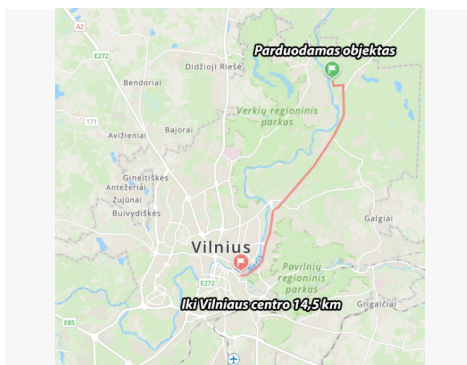 Parduodamas objektas
A2
E272
Didžioji Riešė
Bendoriai
Verkių regioninis
parkas
171
Bajorai
Avižieniai
Gineitiškės
Antežeriai
Zujūnai
Buivydiškės
Galgiai
Vilnius
Neris
Pavilnių
regioninis
parkas
E272
Iki Vilniaus centro 14,5 km
Grigaičiai
E85